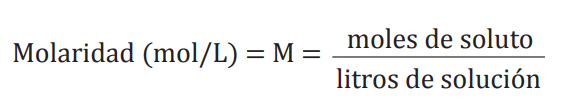 Molaridad (mol/L) = M = moles de soluto
litros de solución